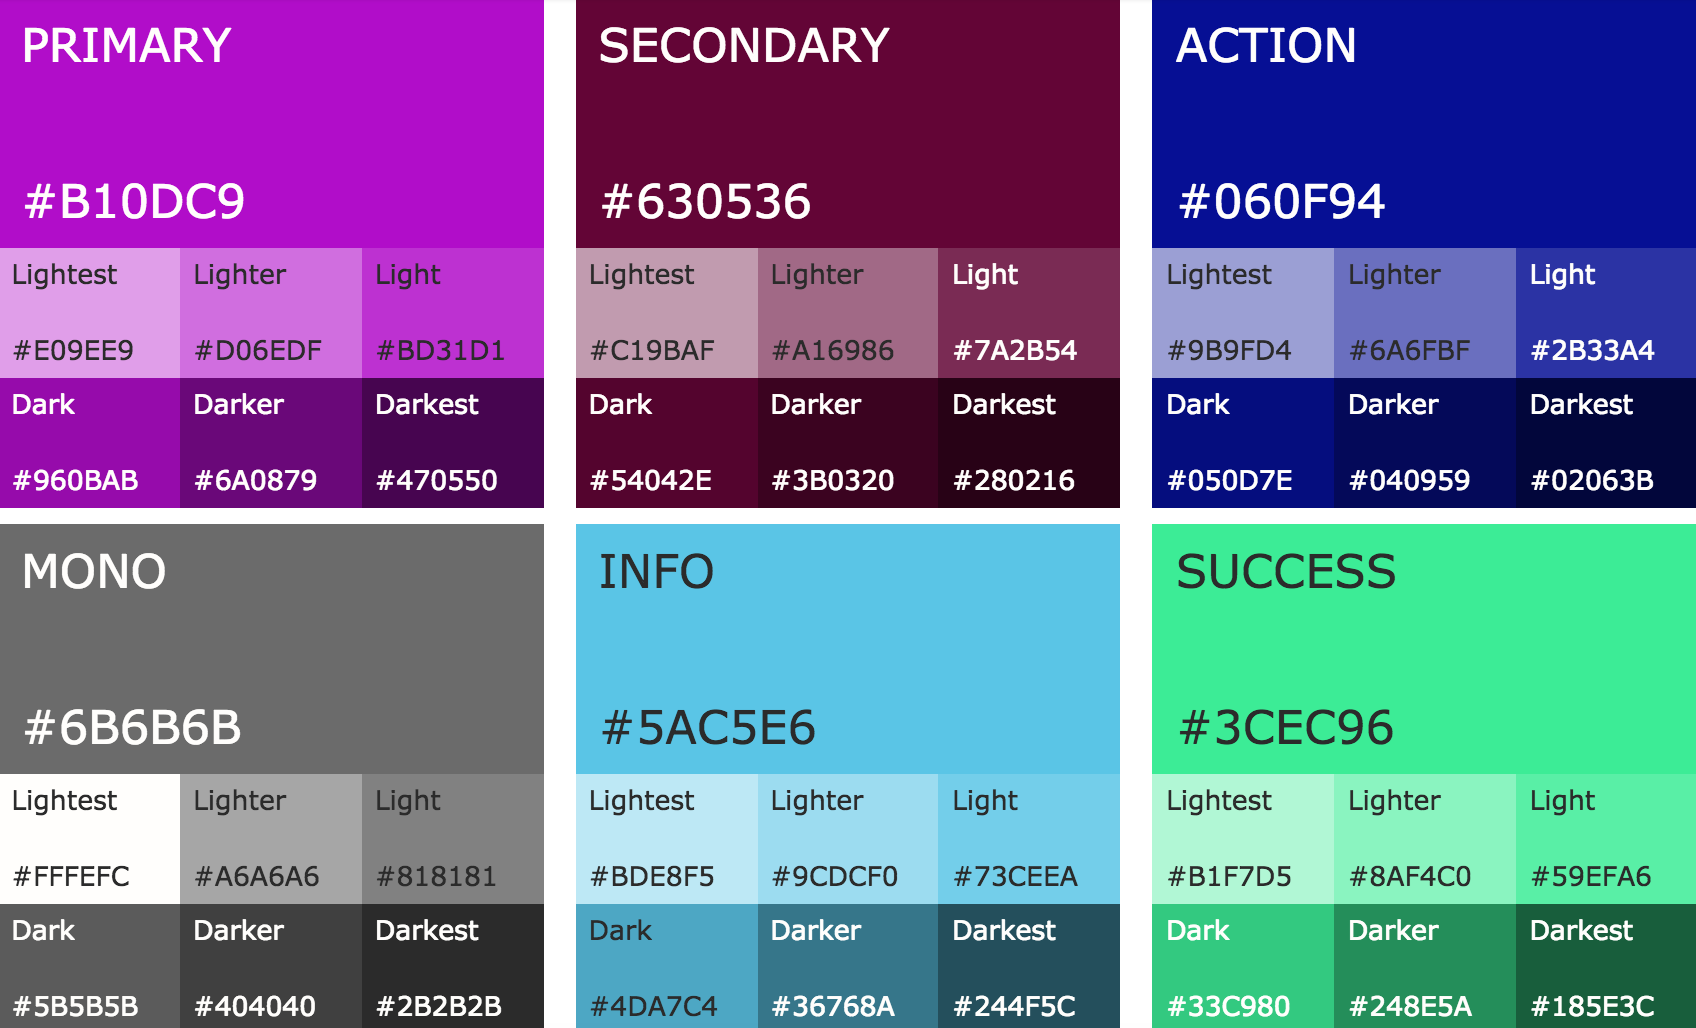 PRIMARY
#B10DC9
Lightest Lighter Light
#E09EE9 #D06EDF #BD31D1
Dark Darker Darkest
#960BAB #6A0879 #470550
SECONDARY
#630536
Lightest Lighter Light
#C19BAF #A16986 #7A2B54
Dark Darker Darkest
#54042E #3B0320 #280216
ACTION
#060F94
Lightest Lighter Light
#9B9FD4 #6A6FBF #2B33A4
Dark Darker Darkest
#050D7E #040959 #02063B
MONO
#6B6B6B
Lightest Lighter Light
#FFFEFC #A6A6A6 #818181
Dark Darker Darkest
#5B5B5B #404040 #2B2B2B
INFO
#5AC5E6
Lightest Lighter Light
#BDE8F5 #9CDCF0 #73CEEA
Dark Darker Darkest
#4DA7C4 #36768A #244F5C
SUCCESS
#3CEC96
Lightest Lighter Light
#B1F7D5 #8AF4C0 #59EFA6
Dark Darker Darkest
#33C980 #248E5A #185E3C